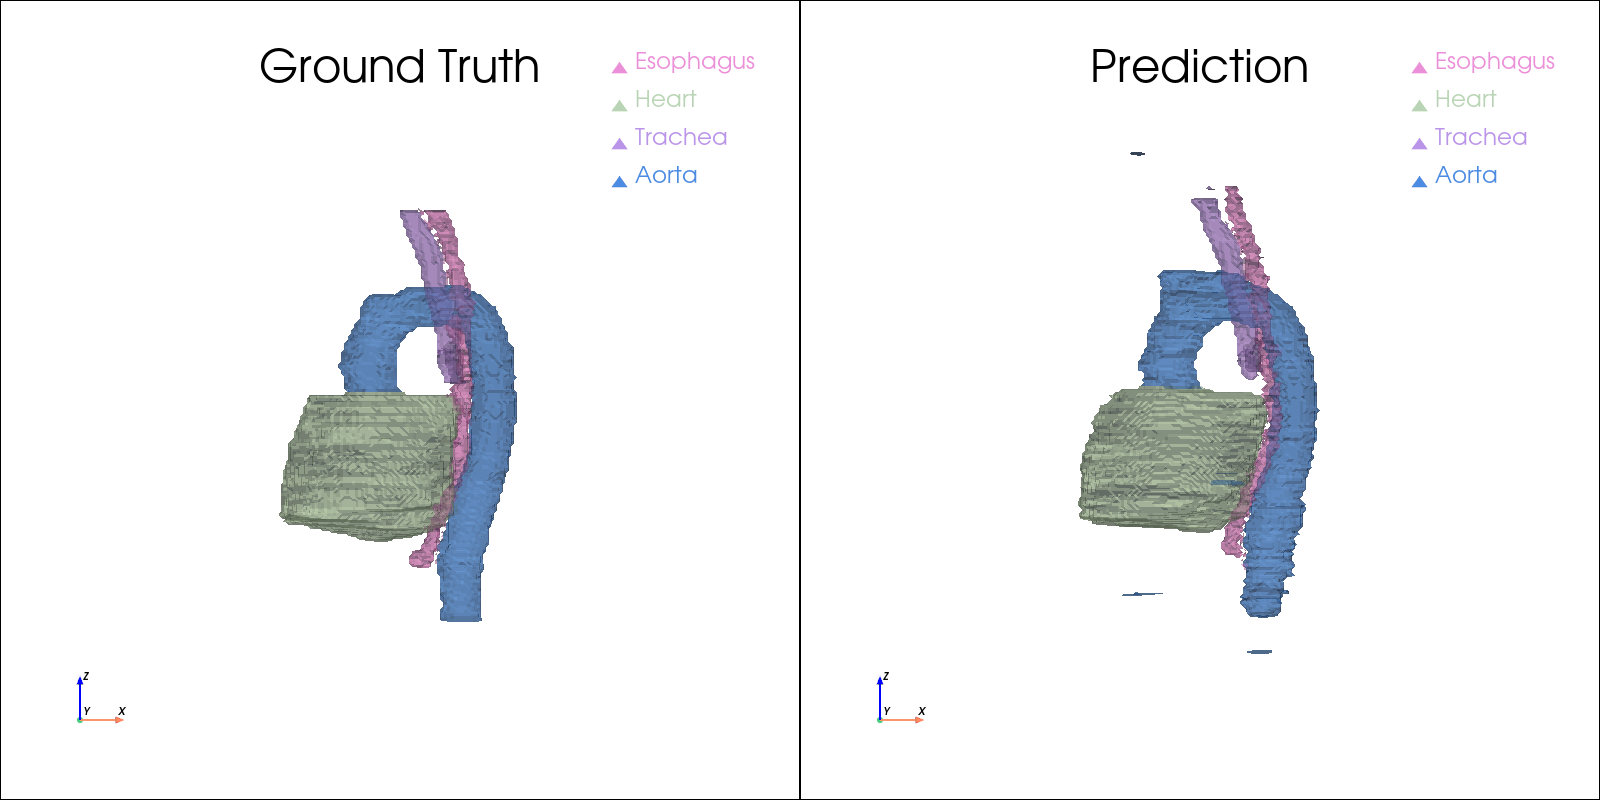 Ground Truth
Esophagus
Heart
Trachea
Aorta
Z
Y X
Prediction
Esophagus
Heart
Trachea
Aorta
Z
Y X